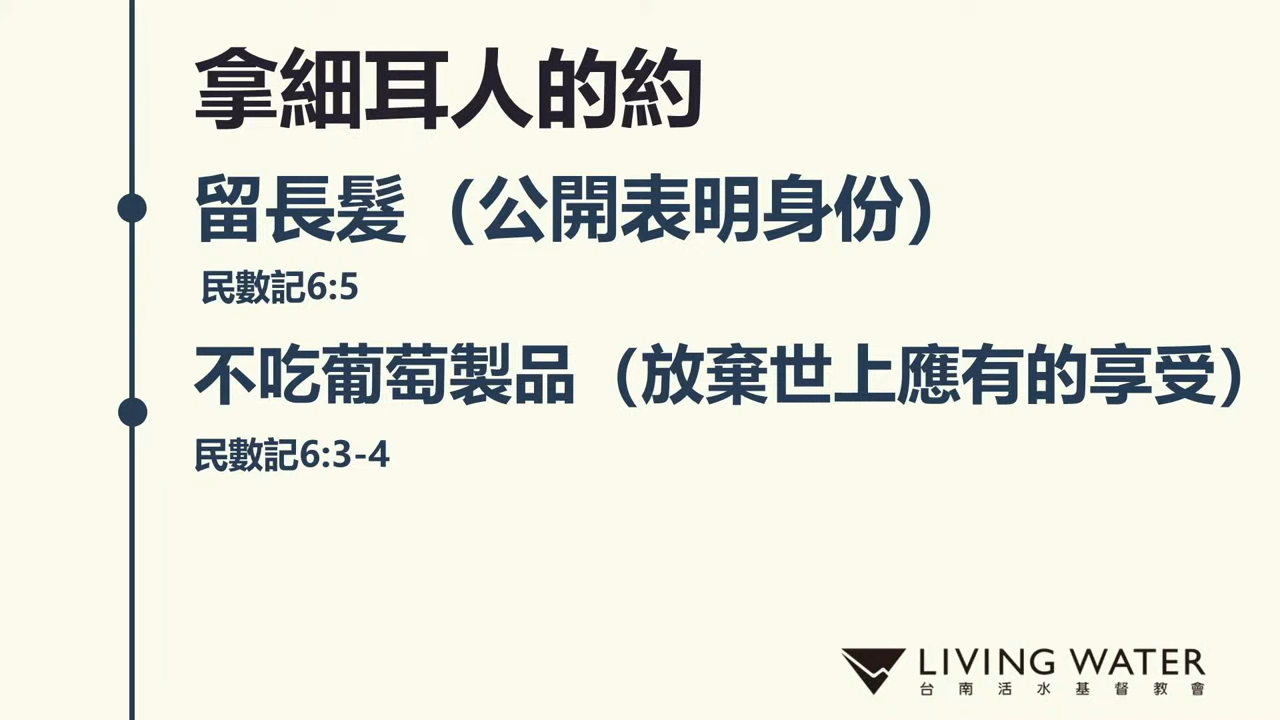 拿細耳人的約
留長髮（公開表明身份）
民數記6:5
不吃葡萄製品（放棄世上應有的享受）
民數記6:3-4
LIVING WATER
台南活水基督教會